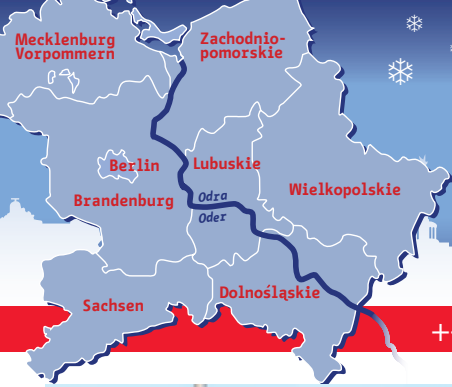 Mecklenburg
Vorpommern
Zachodnio-
pomorskie
Berlin
Lubuskie
Brandenburg
Wielkopolskie
Odra
Oder
Sachsen
Dolnośląskie
++